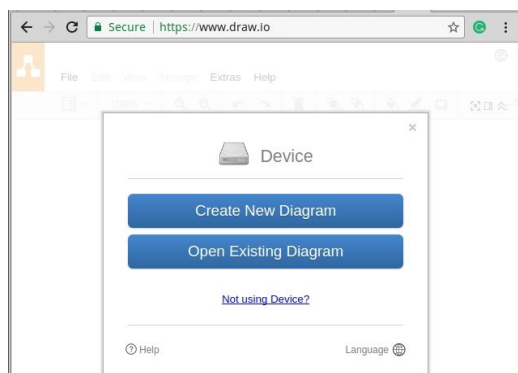 Secure | https://www.draw.io
File Edit View Arrange Extras Help
100%
Device
Create New Diagram
Open Existing Diagram
Not using Device?
Help Language